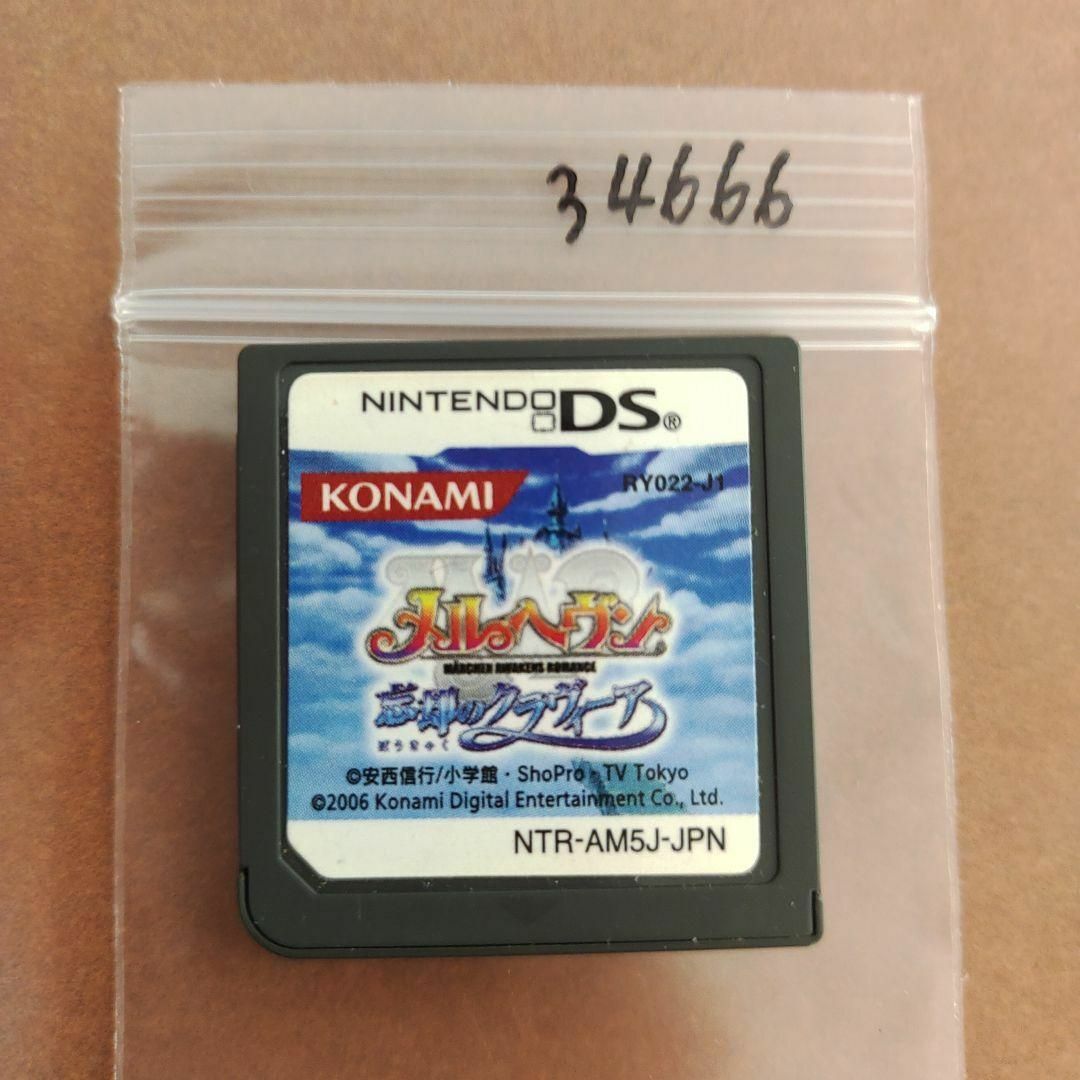 34666
NINTENDO DS®
KONAMI
RY022-J1
メルヘヴン
MÄRCHEN AWAKENS ROMANCE
忘却のクラヴィーア
ぼうきゃく
©安西信行/小学館・ShoPro・TV Tokyo
©2006 Konami Digital Entertainment Co., Ltd.
NTR-AM5J-JPN